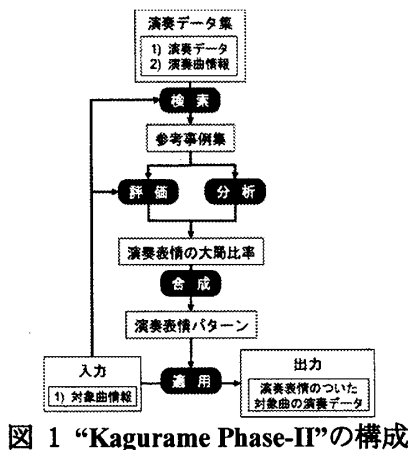 演奏データ集
1) 演奏データ
2) 演奏曲情報
検索
参考事例集
評価
分析
演奏表情の大局比率
合成
演奏表情パターン
入力
1) 対象曲情報
適用
出力
演奏表情のついた
対象曲の演奏データ
図 1 “Kagurame Phase-II”の構成